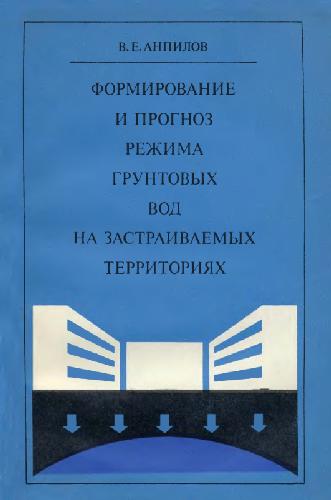 В. Е. АНПИЛОВ
ФОРМИРОВАНИЕ
И ПРОГНОЗ
РЕЖИМА
ГРУНТОВЫХ
ВОД
НА ЗАСТРАИВАЕМЫХ
ТЕРРИТОРИЯХ